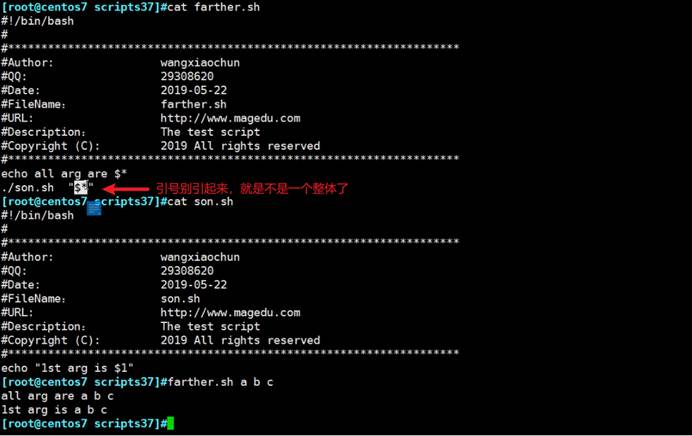 [root@centos7 scripts37]#cat farther.sh
#!/bin/bash
#
#********************************************************************
#Author: wangxiaochun
#QQ: 29308620
#Date: 2019-05-22
#FileName： farther.sh
#URL: http://www.magedu.com
#Description： The test script
#Copyright (C): 2019 All rights reserved
#********************************************************************
echo all arg are $*
./son.sh "$*" 引号别引起来，就是不是一个整体了
[root@centos7 scripts37]#cat son.sh
#!/bin/bash
#
#********************************************************************
#Author: wangxiaochun
#QQ: 29308620
#Date: 2019-05-22
#FileName： son.sh
#URL: http://www.magedu.com
#Description： The test script
#Copyright (C): 2019 All rights reserved
#********************************************************************
echo "1st arg is $1"
[root@centos7 scripts37]#farther.sh a b c
all arg are a b c
1st arg is a b c
[root@centos7 scripts37]#